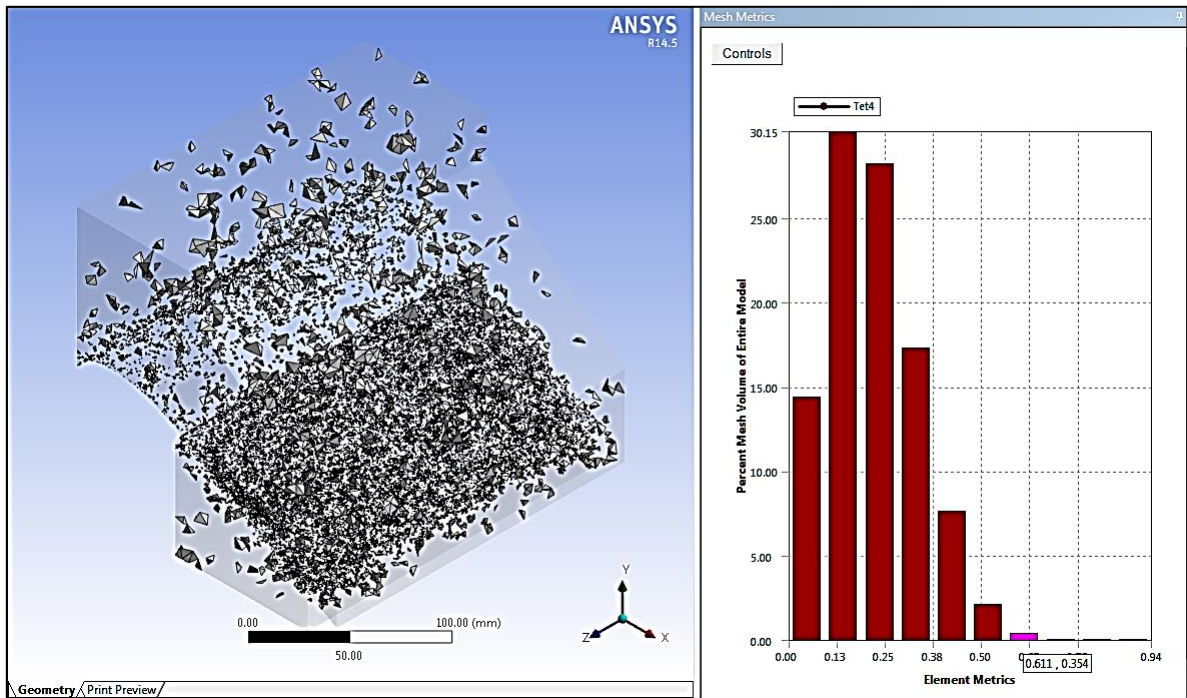 ANSYS
R14.5
0.00
100.00 (mm)
50.00
Y
Z
X
Geometry
Print Preview
Mesh Metrics
Controls
Tet4
30.15
25.00
20.00
15.00
10.00
5.00
0.00
Percent Mesh Volume of Entire Model
0.00
0.13
0.25
0.38
0.50
0.94
0.611 , 0.354
Element Metrics